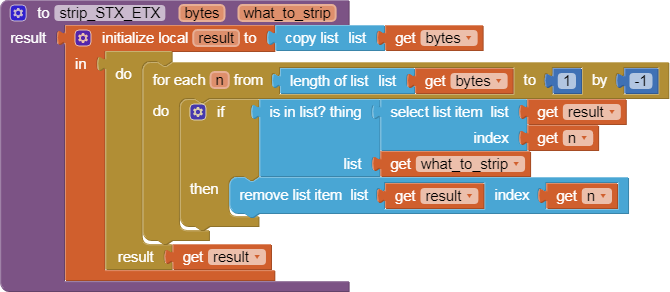 to strip_STX_ETX bytes what_to_strip
result initialize local result to copy list list get bytes
in do for each n from length of list list get bytes to 1 by -1
do if is in list? thing select list item list get result
index get n
list get what_to_strip
then remove list item list get result index get n
result get result